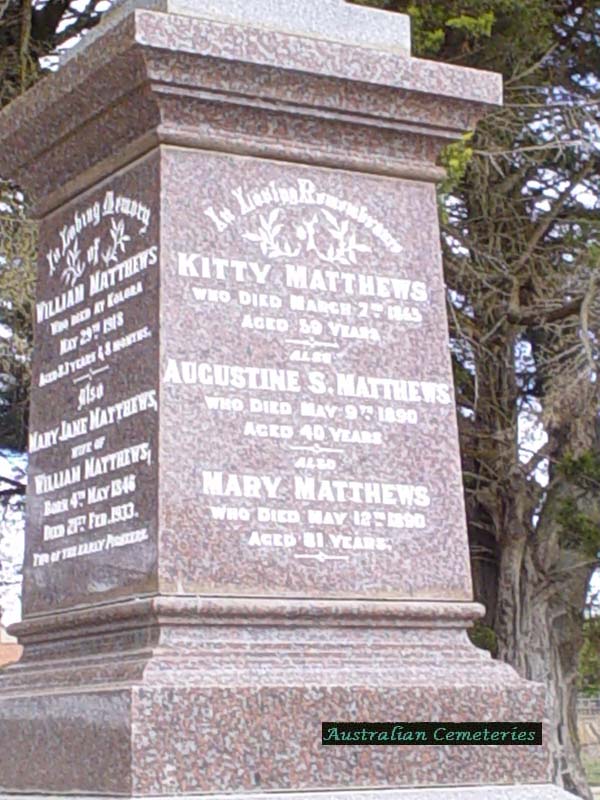 In Loving Memory
of
William Matthews
Who died at Kolora
May 29th 1918
Aged 83 years & 8 months.
Also
Mary Jane Matthews,
wife of
William Matthews,
Born 4th May 1846
Died 21st Feb. 1933.
Two of the early Pioneers.
In Loving Remembrance
of
Kitty Matthews
who died March 2nd 1865
Aged 59 years
also
Augustine S. Matthews
who died May 9th 1890
Aged 40 years
also
Mary Matthews
who died May 12th 1890
Aged 81 years.
Australian Cemeteries